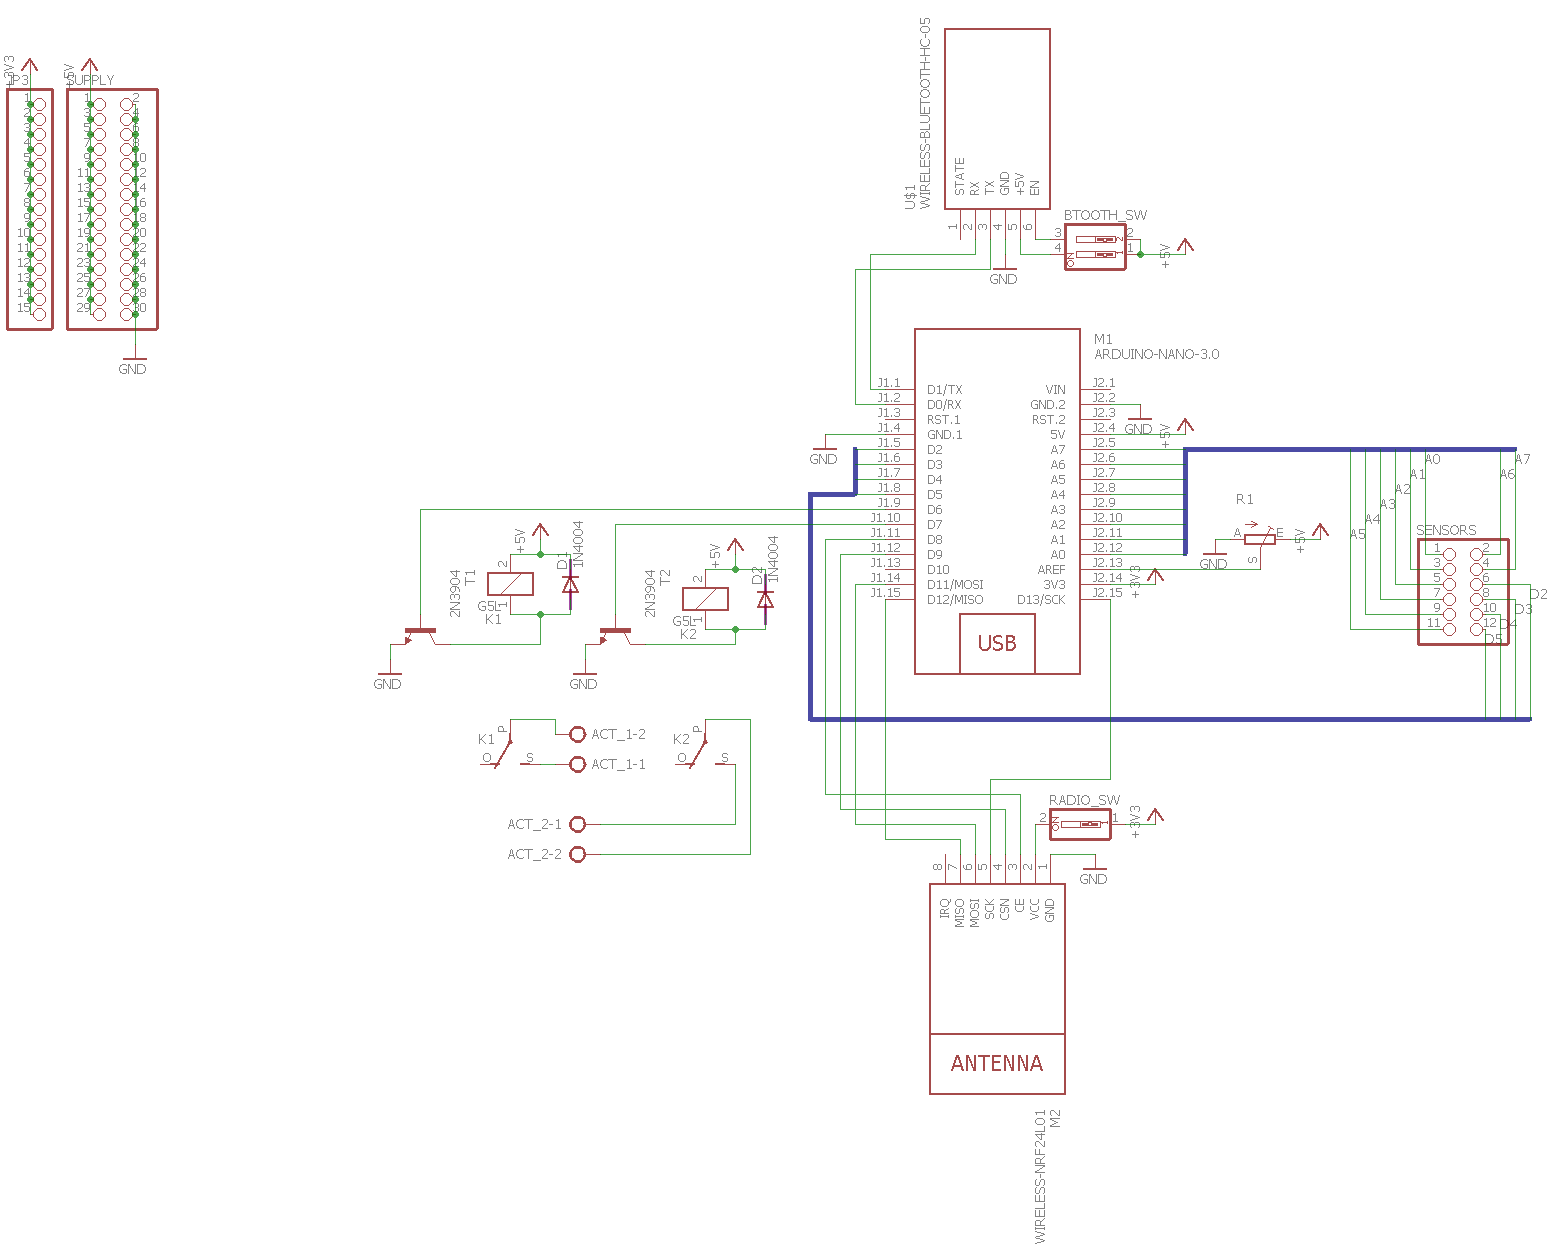 +3V3
JP3
1
2
3
4
5
6
7
8
9
10
11
12
13
14
15
+5V
SUPPLY
1 2
3 4
5 6
7 8
9 10
11 12
13 14
15 16
17 18
19 20
21 22
23 24
25 26
27 28
29 30
GND
U$1
WIRELESS-BLUETOOTH-HC-05
STATE
RX
TX
GND
+5V
EN
1
2
3
4
5
6
GND
BTOOTH_SW
3 2 2
4 ON 1 1
+5V
M1
ARDUINO-NANO-3.0
J1.1 D1/TX VIN J2.1
J1.2 D0/RX GND.2 J2.2
J1.3 RST.1 RST.2 J2.3
J1.4 GND.1 5V J2.4
J1.5 D2 A7 J2.5
J1.6 D3 A6 J2.6
J1.7 D4 A5 J2.7
J1.8 D5 A4 J2.8
J1.9 D6 A3 J2.9
J1.10 D7 A2 J2.10
J1.11 D8 A1 J2.11
J1.12 D9 A0 J2.12
J1.13 D10 AREF J2.13
J1.14 D11/MOSI 3V3 J2.14
J1.15 D12/MISO D13/SCK J2.15
USB
GND
GND
+5V
+3V3
R1
A E
S
GND
+5V
A0
A1
A2
A3
A4
A5
A6
A7
SENSORS
1 2
3 4
5 6
7 8
9 10
11 12
D2
D3
D4
D5
2N3904
T1
+5V
2
1
G5L
K1
D1
1N4004
GND
2N3904
T2
+5V
2
1
G5L
K2
D2
1N4004
GND
K1
P
O S
ACT_1-2
ACT_1-1
K2
P
O S
ACT_2-1
ACT_2-2
RADIO_SW
2 ON 1 1
+3V3
GND
8
7
6
5
4
3
2
1
IRQ
MISO
MOSI
SCK
CSN
CE
VCC
GND
ANTENNA
WIRELESS-NRF24L01
M2